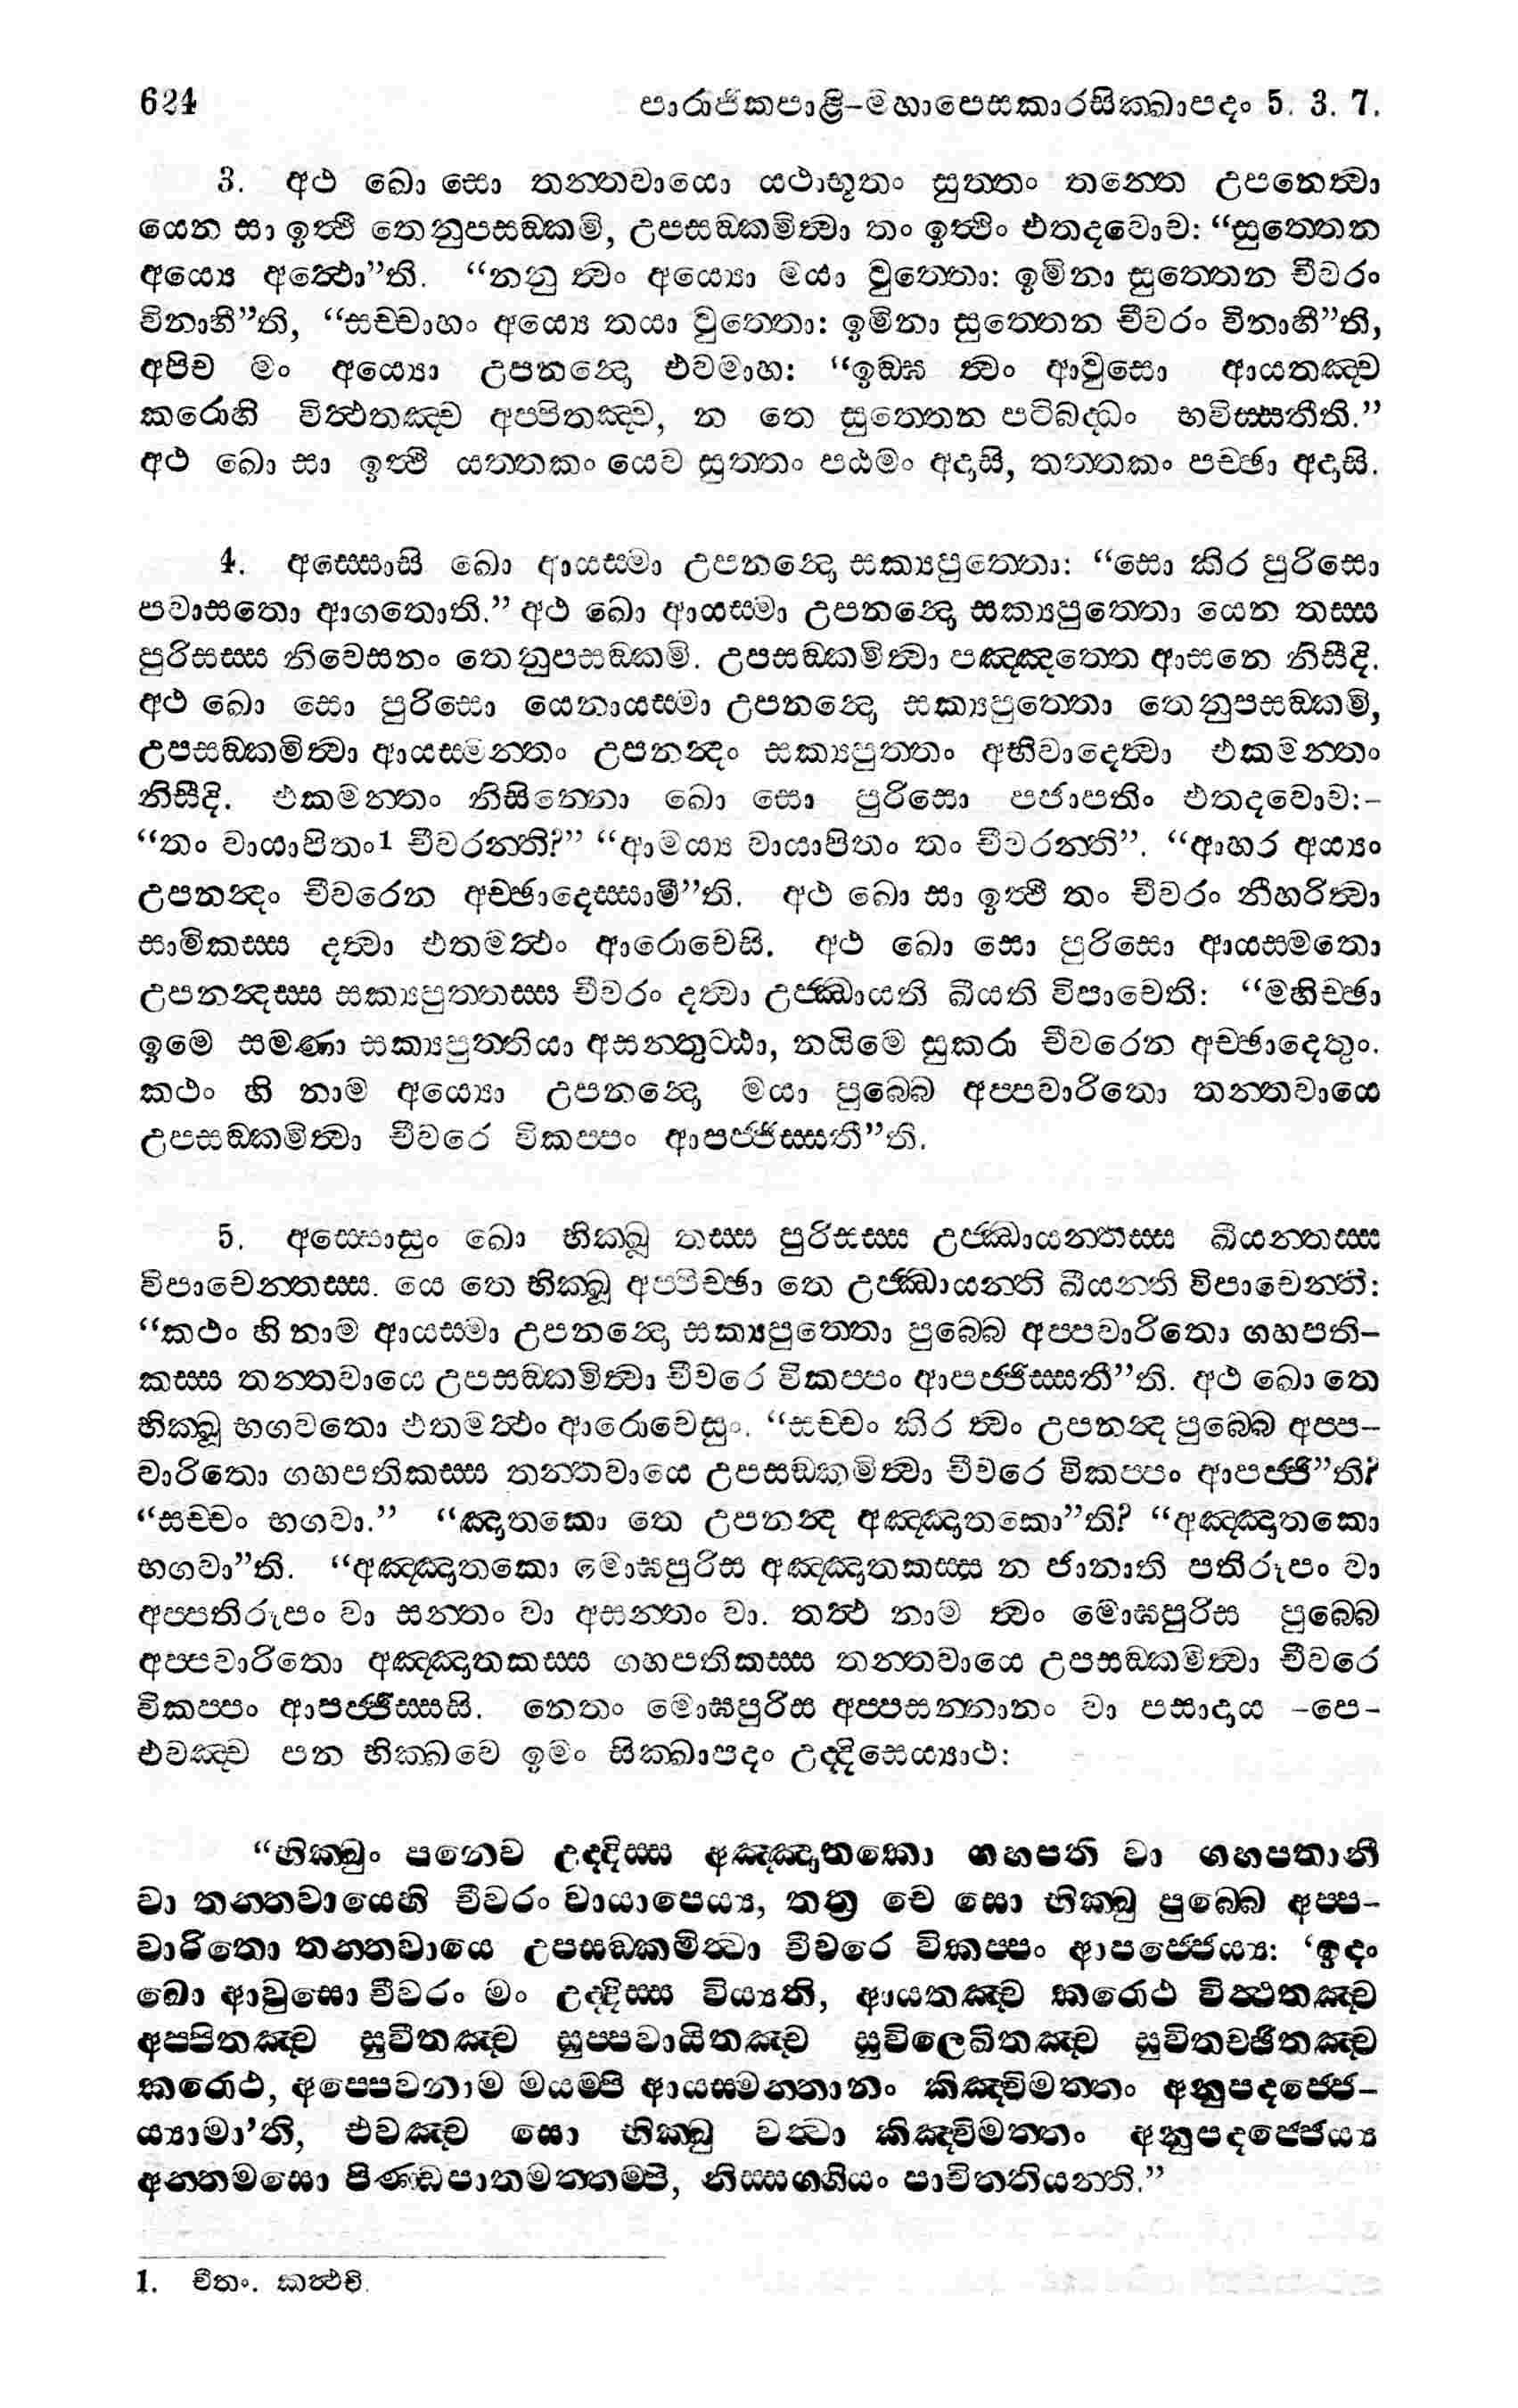 624 පාරාජිකපාළි–මහාපෙසකාරසික්ඛාපදං 5. 3. 7.
3. අථ ඛො සො තන්තවායො යථාභූතං සුත්තං තන්තෙ උපනෙත්වා
යෙන සා ඉත්ථි තෙනුපසඞ්කමි, උපසඞ්කමිත්වා තං ඉත්ථිං එතදවොච: “සුත්තෙන
අය්‍යෙ අත්ථො”ති. “නනු ත්වං අය්‍යො මයා වුත්තො: ඉමිනා සුත්තෙන චීවරං
විනාහී”ති, “සච්චාහං අය්‍යෙ තයා වුත්තො: ඉමිනා සුත්තෙන චීවරං විනාහී”ති,
අපිච මං අය්‍යො උපනන්දො එවමාහ: “ඉඞ්ඝ ත්වං ආවුසො ආයතඤ්ච
කරොහි විත්ථතඤ්ච අප්පිතඤ්ච, න තෙ සුත්තෙන පටිබද්ධං භවිස්සතීති.”
අථ ඛො සා ඉත්ථි යත්තකං යෙව සුත්තං පඨමං අදාසි, තත්තකං පච්ඡා අදාසි.
4. අස්සොසි ඛො ආයස්මා උපනන්දො සක්‍යපුත්තො: “සො කිර පුරිසො
පවාසතො ආගතොති.” අථ ඛො ආයස්මා උපනන්දො සක්‍යපුත්තො යෙන තස්ස
පුරිසස්ස නිවෙසනං තෙනුපසඞ්කමි. උපසඞ්කමිත්වා පඤ්ඤත්තෙ ආසනෙ නිසීදි.
අථ ඛො සො පුරිසො යෙනායස්මා උපනන්දො සක්‍යපුත්තො තෙනුපසඞ්කමි,
උපසඞ්කමිත්වා ආයස්මන්තං උපනන්දං සක්‍යපුත්තං අභිවාදෙත්වා එකමන්තං
නිසීදි. එකමන්තං නිසින්නො ඛො සො පුරිසො පජාපතිං එතදවොච:–
“තං වායාපිතං1 චීවරන්ති?” “ආමය්‍ය වායාපිතං තං චීවරන්ති”. “ආහර අය්‍යං
උපනන්දං චීවරෙන අච්ඡාදෙස්සාමී”ති. අථ ඛො සා ඉත්ථි තං චීවරං නීහරිත්වා
සාමිකස්ස දත්වා එතමත්ථං ආරොචෙසි. අථ ඛො සො පුරිසො ආයස්මතො
උපනන්දස්ස සක්‍යපුත්තස්ස චීවරං දත්වා උජ්ඣායති ඛීයති විපාචෙති: “මහිච්ඡා
ඉමෙ සමණා සක්‍යපුත්තියා අසන්තුට්ඨා, නයිමෙ සුකරා චීවරෙන අච්ඡාදෙතුං.
කථං හි නාම අය්‍යො උපනන්දො මයා පුබ්බෙ අප්පවාරිතො තන්තවායෙ
උපසඞ්කමිත්වා චීවරෙ විකප්පං ආපජ්ජිස්සතී”ති.
5. අස්සොසුං ඛො භික්ඛූ තස්ස පුරිසස්ස උජ්ඣායන්තස්ස ඛීයන්තස්ස
විපාචෙන්තස්ස. යෙ තෙ භික්ඛූ අප්පිච්ඡා තෙ උජ්ඣායන්ති ඛීයන්ති විපාචෙන්ති:
“කථං හි නාම ආයස්මා උපනන්දො සක්‍යපුත්තො පුබ්බෙ අප්පවාරිතො ගහපති–
කස්ස තන්තවායෙ උපසඞ්කමිත්වා චීවරෙ විකප්පං ආපජ්ජිස්සතී”ති. අථ ඛො තෙ
භික්ඛූ භගවතො එතමත්ථං ආරොචෙසුං. “සච්චං කිර ත්වං උපනන්ද පුබ්බෙ අප්ප–
වාරිතො ගහපතිකස්ස තන්තවායෙ උපසඞ්කමිත්වා චීවරෙ විකප්පං ආපජ්ජි”ති?
“සච්චං භගවා.” “ඤාතකො තෙ උපනන්ද අඤ්ඤාතකො”ති? “අඤ්ඤාතකො
භගවා”ති. “අඤ්ඤාතකො මොඝපුරිස අඤ්ඤාතකස්ස න ජානාති පතිරූපං වා
අප්පතිරූපං වා සන්තං වා අසන්තං වා. තත්ථ නාම ත්වං මොඝපුරිස පුබ්බෙ
අප්පවාරිතො අඤ්ඤාතකස්ස ගහපතිකස්ස තන්තවායෙ උපසඞ්කමිත්වා චීවරෙ
විකප්පං ආපජ්ජිස්සසි. නෙතං මොඝපුරිස අප්පසන්නානං වා පසාදාය –පෙ–
එවඤ්ච පන භික්ඛවෙ ඉමං සික්ඛාපදං උද්දිසෙය්‍යාථ:
“භික්ඛුං පනෙව උද්දිස්ස අඤ්ඤාතකො ගහපති වා ගහපතානී
වා තන්තවායෙහි චීවරං වායාපෙය්‍ය, තත්‍ර චෙ සො භික්ඛු පුබ්බෙ අප්ප–
වාරිතො තන්තවායෙ උපසඞ්කමිත්වා චීවරෙ විකප්පං ආපජ්ජෙය්‍ය: ‘ඉදං
ඛො ආවුසො චීවරං මං උද්දිස්ස විය්‍යති, ආයතඤ්ච කරොථ විත්ථතඤ්ච
අප්පිතඤ්ච සුවීතඤ්ච සුප්පවායිතඤ්ච සුවිලෙඛිතඤ්ච සුවිතච්ඡිතඤ්ච
කරොථ, අප්පෙවනාම මයම්පි ආයස්මන්තානං කිඤ්චිමත්තං අනුපදජ්ජෙ–
ය්‍යාමා’ති, එවඤ්ච සො භික්ඛු වත්වා කිඤ්චිමත්තං අනුපදජ්ජෙය්‍ය
අන්තමසො පිණ්ඩපාතමත්තම්පි, නිස්සග්ගියං පාචිත්තියන්ති.”
1. වීතං. කත්ථචි.